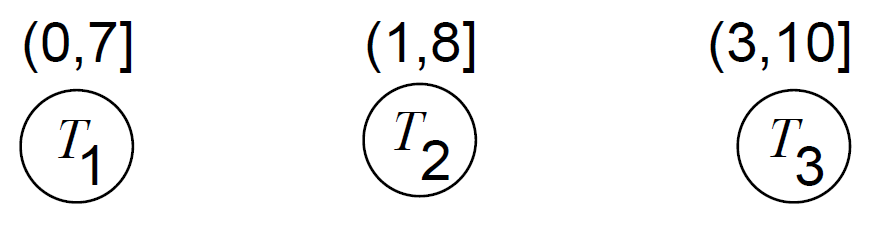 (0,7] (1,8] (3,10]
T1 T2 T3